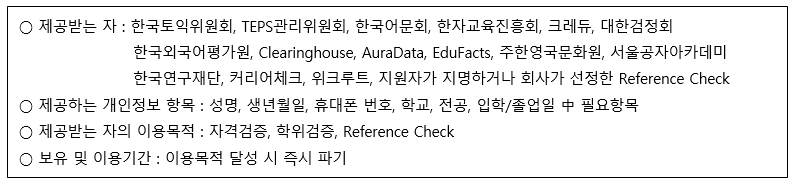 ○ 제공받는 자 : 한국토익위원회, TEPS관리위원회, 한국어문회, 한자교육진흥회, 크레듀, 대한검정회
한국외국어평가원, Clearinghouse, AuraData, EduFacts, 주한영국문화원, 서울공자아카데미
한국연구재단, 커리어체크, 위크루트, 지원자가 지명하거나 회사가 선정한 Reference Check
○ 제공하는 개인정보 항목 : 성명, 생년월일, 휴대폰 번호, 학교, 전공, 입학/졸업일 中 필요항목
○ 제공받는 자의 이용목적 : 자격검증, 학위검증, Reference Check
○ 보유 및 이용기간 : 이용목적 달성 시 즉시 파기